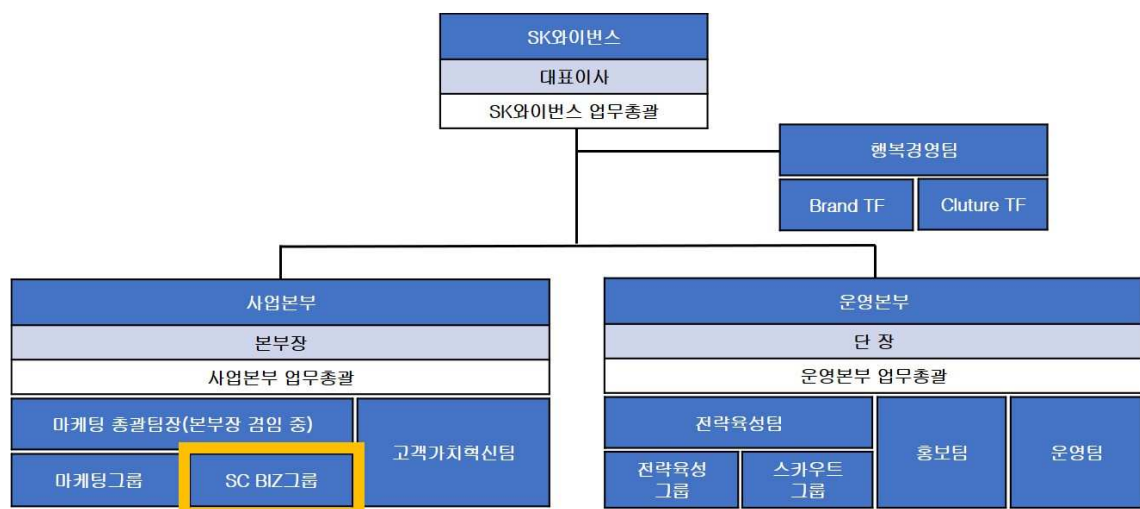 SK와이번스
대표이사
SK와이번스 업무총괄
행복경영팀
Brand TF
Cluture TF
사업본부
본부장
사업본부 업무총괄
마케팅 총괄팀장(본부장 겸임 중)
고객가치혁신팀
마케팅그룹
SC BIZ그룹
운영본부
단 장
운영본부 업무총괄
전략육성팀
전략육성
그룹
스카우트
그룹
홍보팀
운영팀